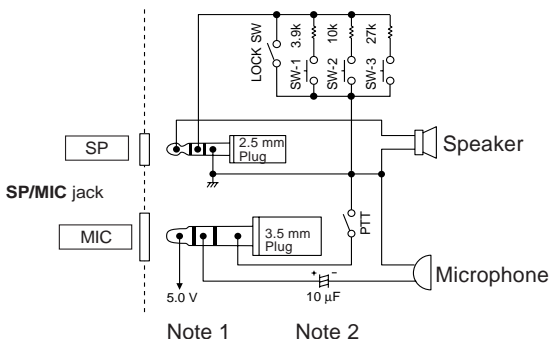 LOCK SW
3.9k
10k
27k
SW-1
SW-2
SW-3
SP
2.5 mm
Plug
Speaker
SP/MIC jack
MIC
3.5 mm
Plug
PTT
+ –
10 µF
5.0 V
Microphone
Note 1
Note 2